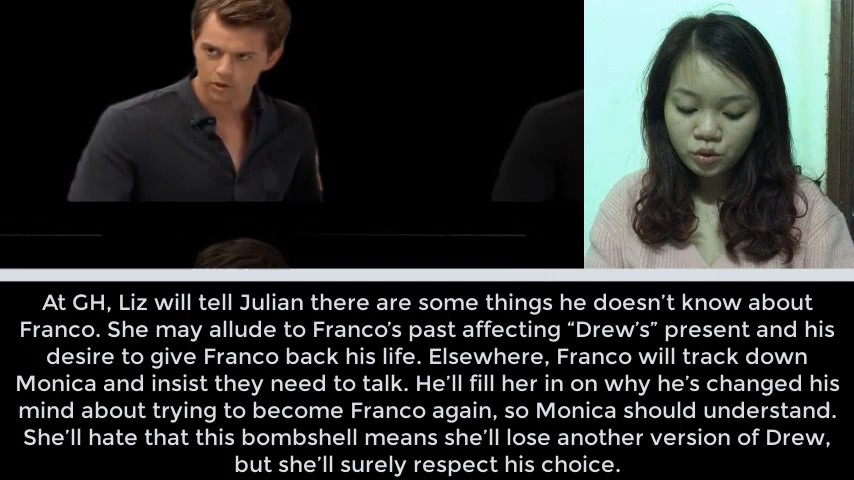 At GH, Liz will tell Julian there are some things he doesn’t know about
Franco. She may allude to Franco’s past affecting “Drew’s” present and his
desire to give Franco back his life. Elsewhere, Franco will track down
Monica and insist they need to talk. He’ll fill her in on why he’s changed his
mind about trying to become Franco again, so Monica should understand.
She’ll hate that this bombshell means she’ll lose another version of Drew,
but she’ll surely respect his choice.